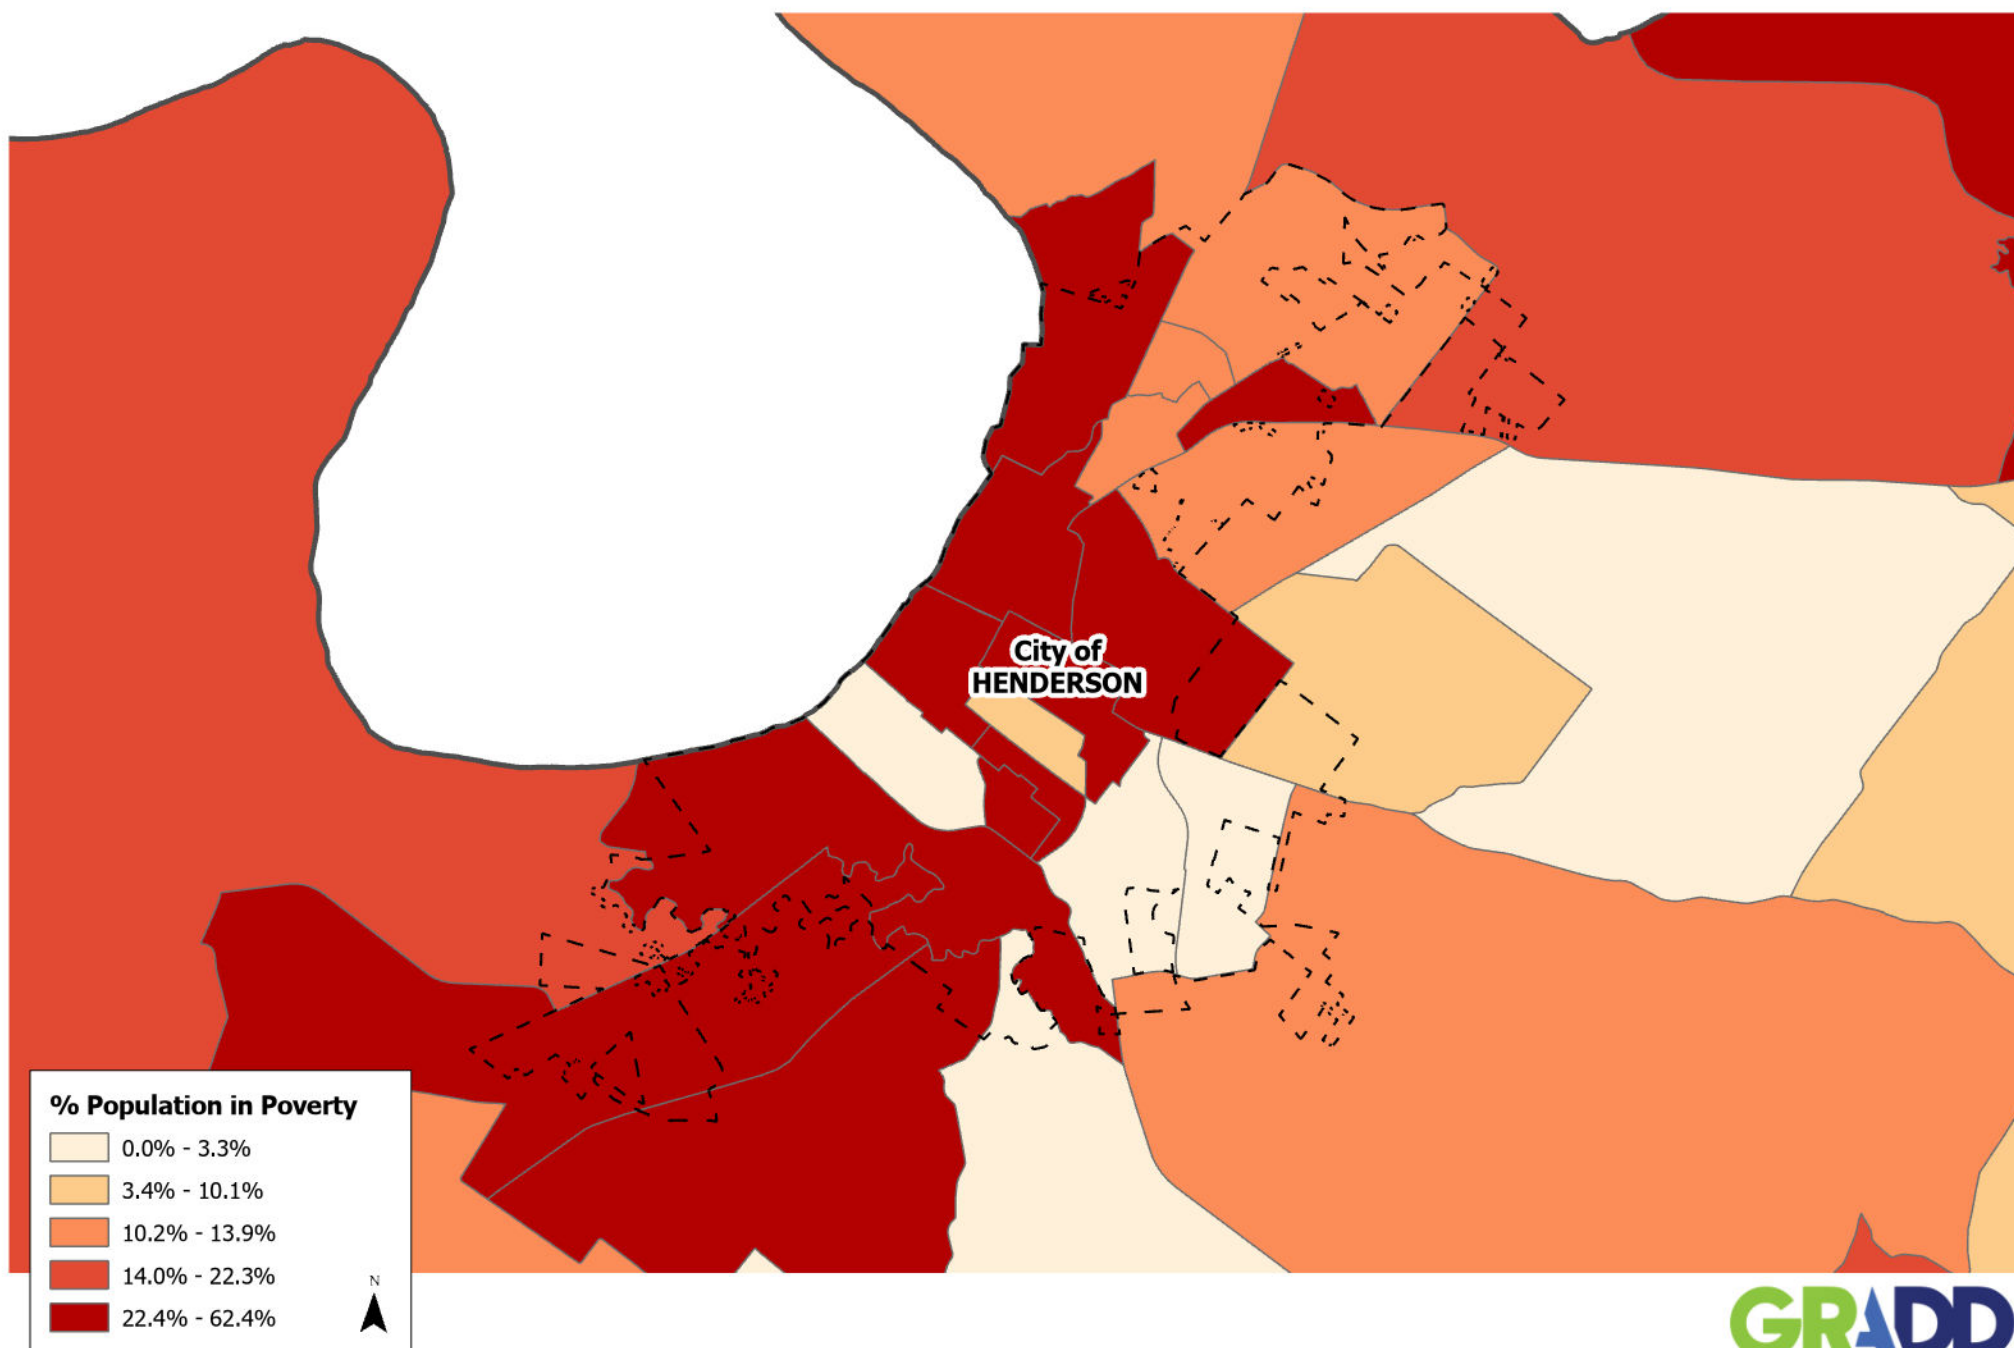 City of
HENDERSON
% Population in Poverty
0.0% - 3.3%
3.4% - 10.1%
10.2% - 13.9%
14.0% - 22.3%
22.4% - 62.4%
N
GRADD